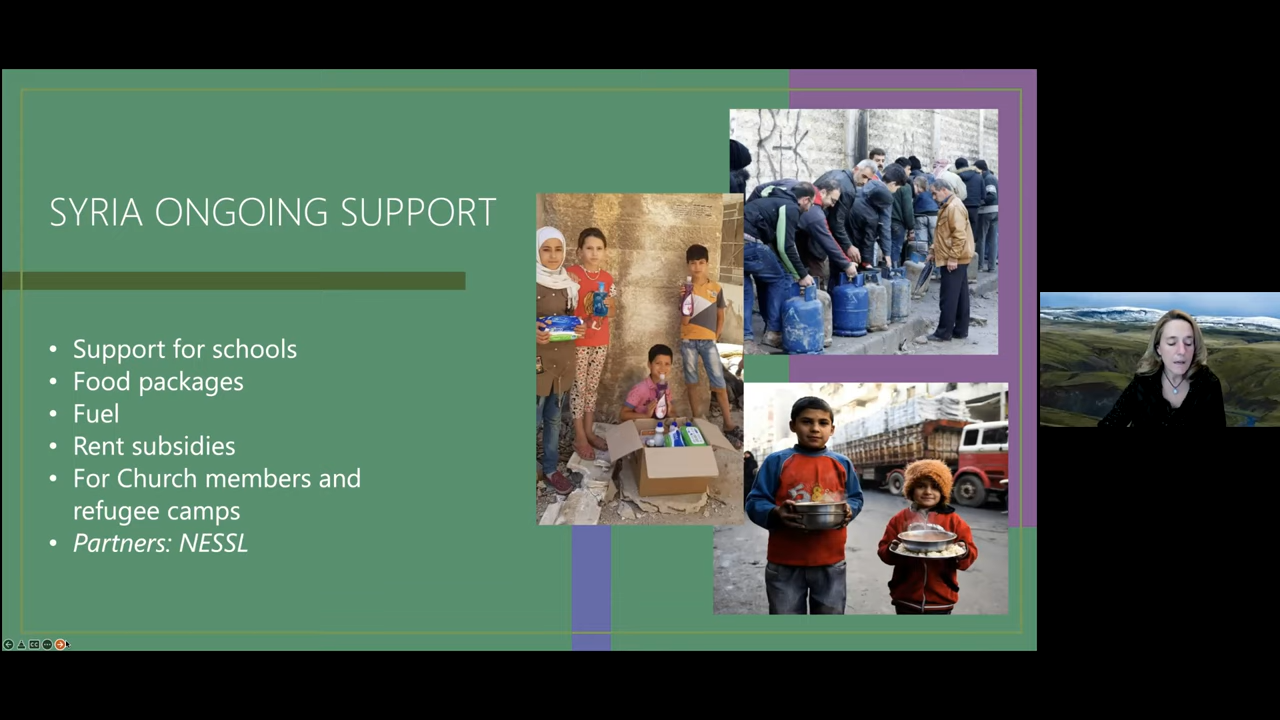 SYRIA ONGOING SUPPORT
• Support for schools
• Food packages
• Fuel
• Rent subsidies
• For Church members and
refugee camps
• Partners: NESSL